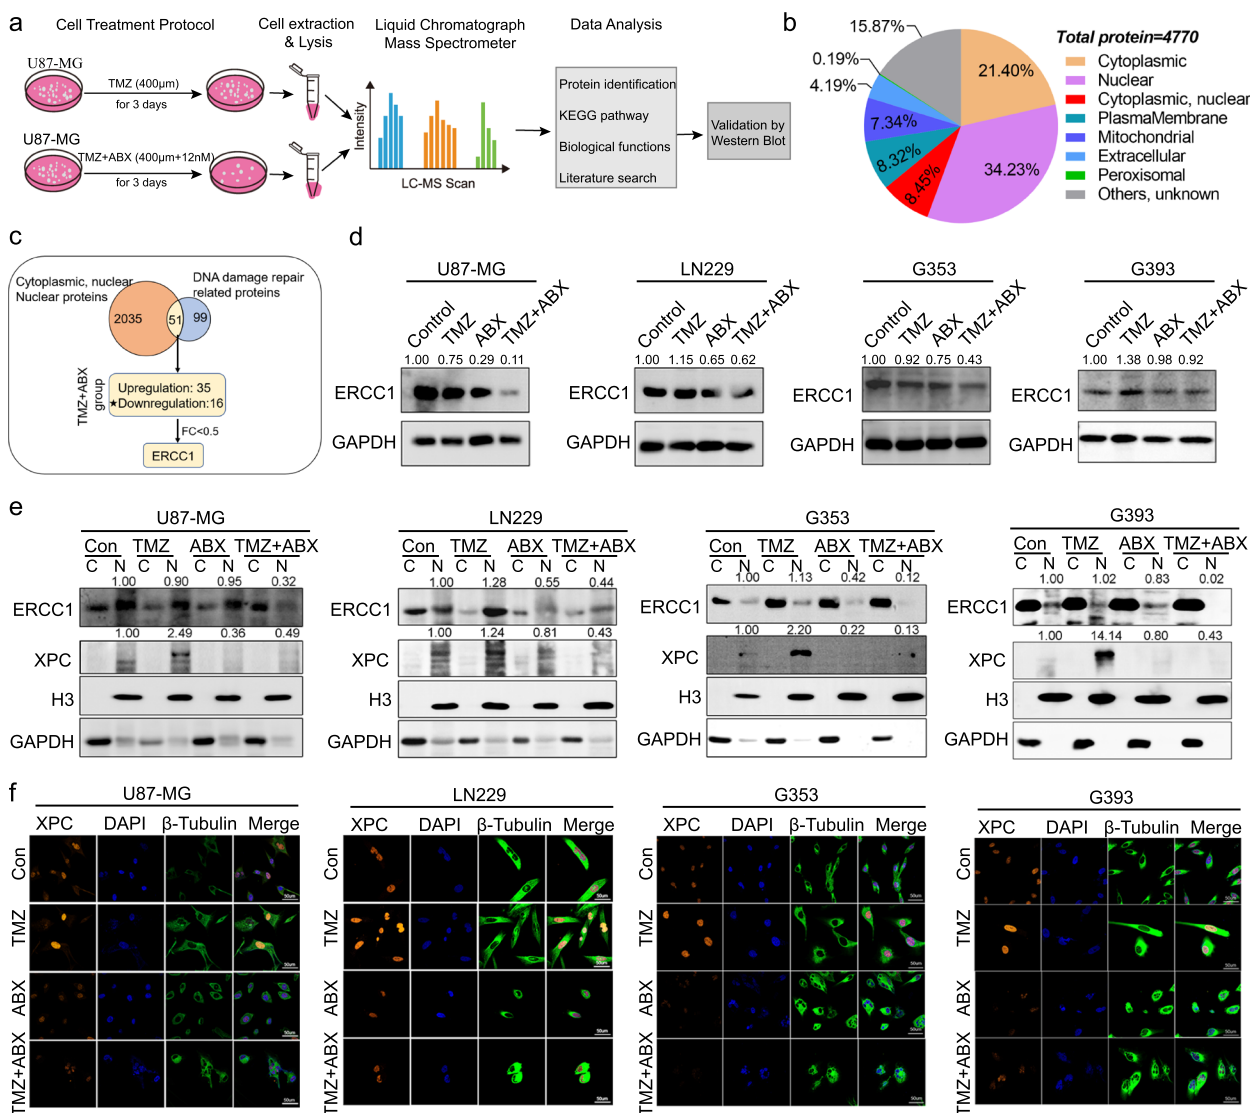 a
Cell Treatment Protocol
Cell extraction
& Lysis
Liquid Chromatograph
Mass Spectrometer
Data Analysis
U87-MG
TMZ (400μm)
for 3 days
U87-MG
TMZ+ABX (400μm+12nM)
for 3 days
Intensity
LC-MS Scan
Protein identification
KEGG pathway
Biological functions
Literature search
Validation by
Western Blot
b
15.87%
0.19%
4.19%
7.34%
8.32%
8.45%
34.23%
21.40%
Total protein=4770
Cytoplasmic
Nuclear
Cytoplasmic, nuclear
PlasmaMembrane
Mitochondrial
Extracellular
Peroxisomal
Others, unknown
c
Cytoplasmic, nuclear
Nuclear proteins
DNA damage repair
related proteins
2035 51 99
TMZ+ABX
group
Upregulation: 35
★Downregulation:16
FC<0.5
ERCC1
d
U87-MG
Control TMZ ABX TMZ+ABX
1.00 0.75 0.29 0.11
ERCC1
GAPDH
LN229
Control TMZ ABX TMZ+ABX
1.00 1.15 0.65 0.62
ERCC1
GAPDH
G353
Control TMZ ABX TMZ+ABX
1.00 0.92 0.75 0.43
ERCC1
GAPDH
G393
Control TMZ ABX TMZ+ABX
1.00 1.38 0.98 0.92
ERCC1
GAPDH
e
U87-MG
Con TMZ ABX TMZ+ABX
C N C N C N C N
1.00 0.90 0.95 0.32
ERCC1
1.00 2.49 0.36 0.49
XPC
H3
GAPDH
LN229
Con TMZ ABX TMZ+ABX
C N C N C N C N
1.00 1.28 0.55 0.44
ERCC1
1.00 1.24 0.81 0.43
XPC
H3
GAPDH
G353
Con TMZ ABX TMZ+ABX
C N C N C N C N
1.00 1.13 0.42 0.12
ERCC1
1.00 2.20 0.22 0.13
XPC
H3
GAPDH
G393
Con TMZ ABX TMZ+ABX
C N C N C N C N
1.00 1.02 0.83 0.02
ERCC1
1.00 14.14 0.80 0.43
XPC
H3
GAPDH
f
U87-MG
XPC DAPI β-Tubulin Merge
Con
50μm
TMZ
50μm
ABX
50μm
TMZ+ABX
50μm
LN229
XPC DAPI β-Tubulin Merge
Con
50μm
TMZ
50μm
ABX
50μm
TMZ+ABX
50μm
G353
XPC DAPI β-Tubulin Merge
Con
50μm
TMZ
50μm
ABX
50μm
TMZ+ABX
50μm
G393
XPC DAPI β-Tubulin Merge
Con
50μm
TMZ
50μm
ABX
50μm
TMZ+ABX
50μm